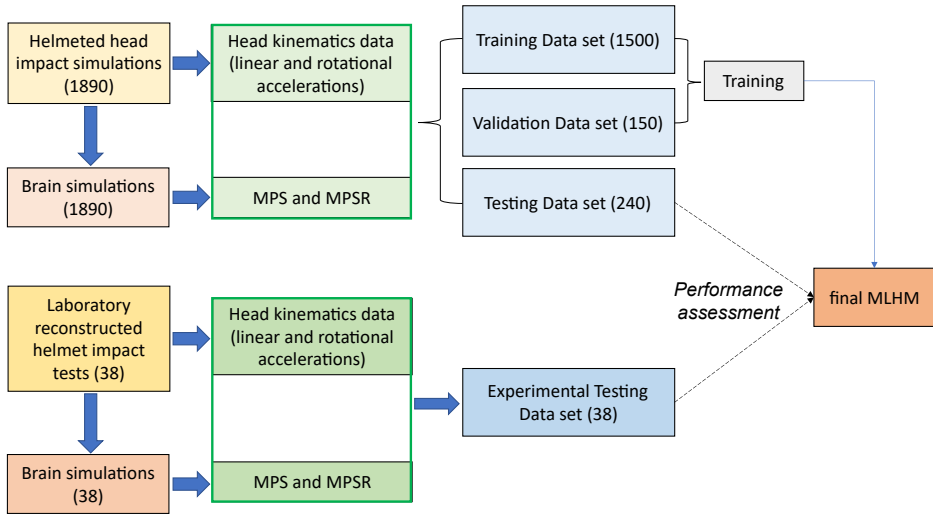 Helmeted head
impact simulations
(1890)
Head kinematics data
(linear and rotational
accelerations)
Training Data set (1500)
Training
Validation Data set (150)
Brain simulations
(1890)
MPS and MPSR
Testing Data set (240)
Laboratory
reconstructed
helmet impact
tests (38)
Head kinematics data
(linear and rotational
accelerations)
Performance
assessment
final MLHM
Experimental Testing
Data set (38)
Brain simulations
(38)
MPS and MPSR